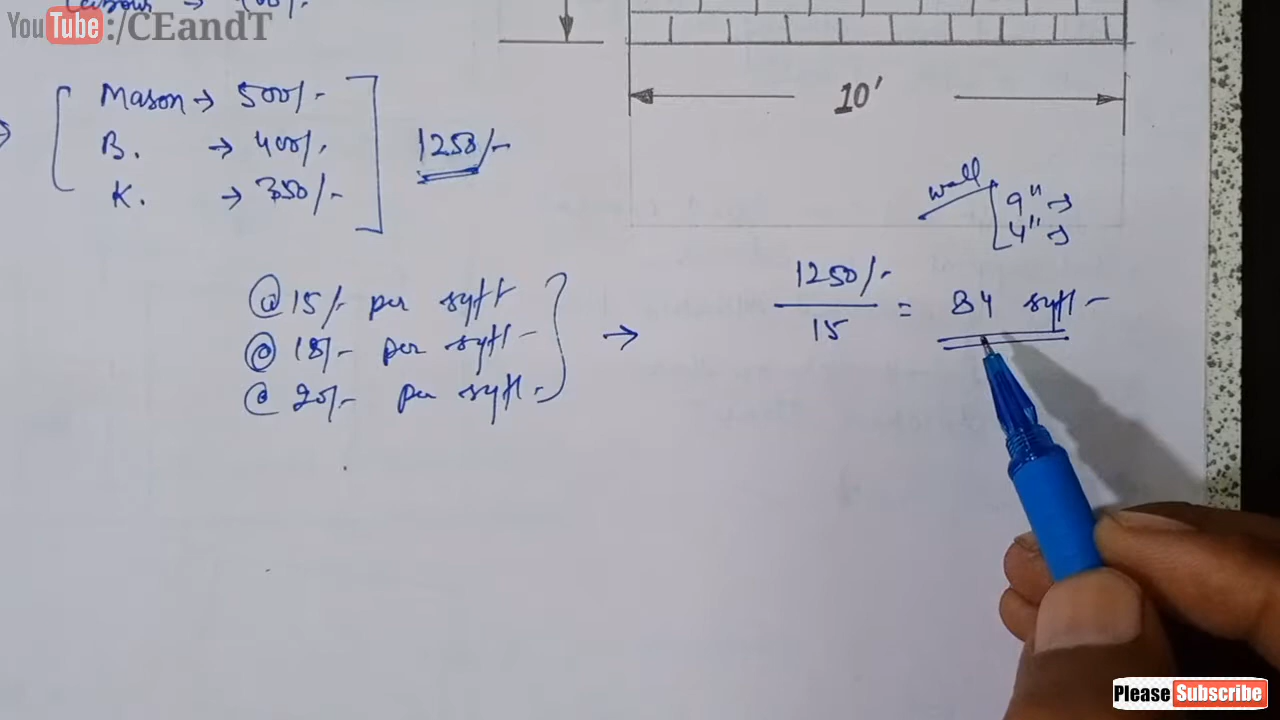 YouTube:/CEandT
10'
Mason → 500/-
B. → 400/-
K. → 350/-
1250/-
wall
9" →
4" →
@ 15/- per sqft
@ 18/- per sqft -
@ 20/- per sqft -
→
1250/-
15
= 84 sqft -
Please Subscribe